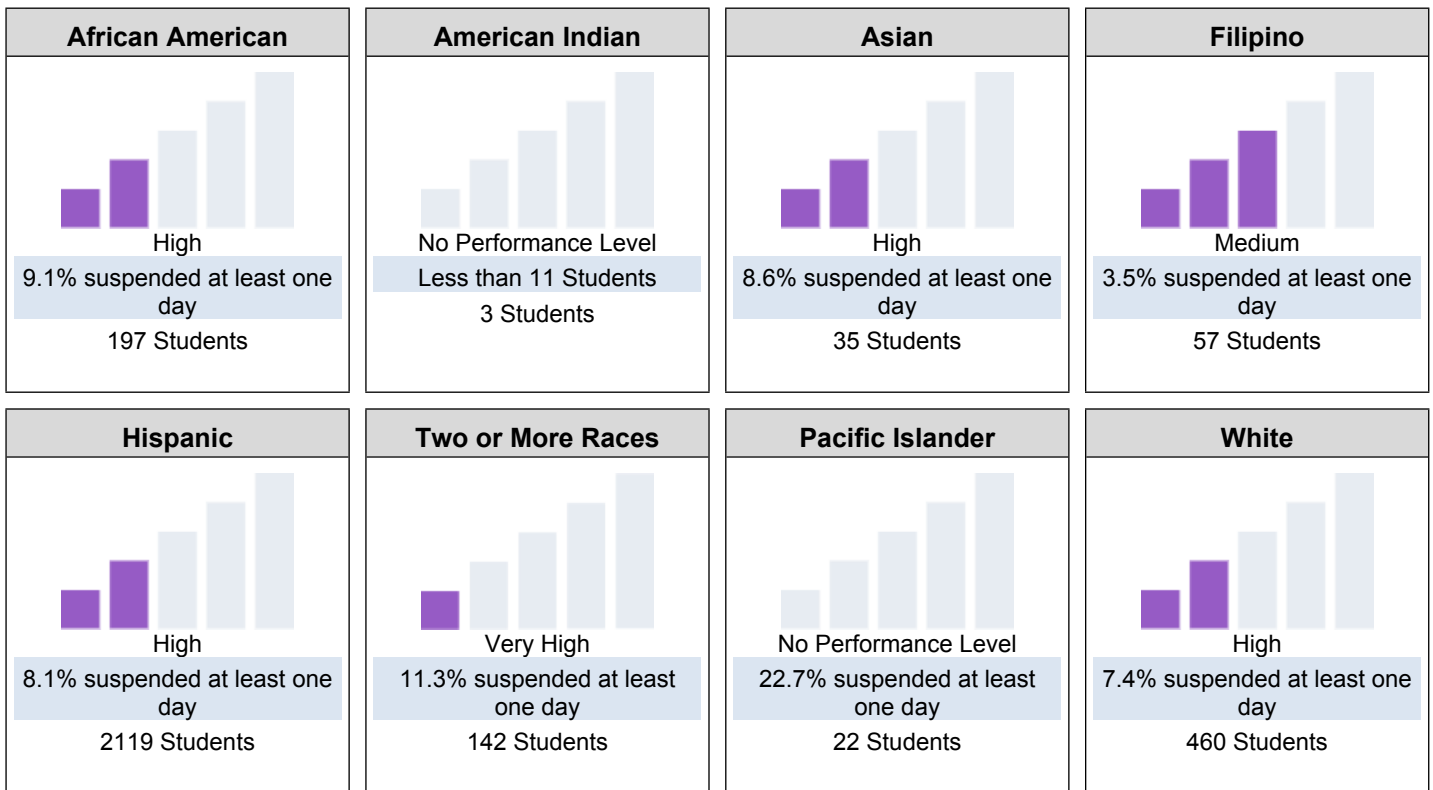 African American
High
9.1% suspended at least one
day
197 Students
American Indian
No Performance Level
Less than 11 Students
3 Students
Asian
High
8.6% suspended at least one
day
35 Students
Filipino
Medium
3.5% suspended at least one
day
57 Students
Hispanic
High
8.1% suspended at least one
day
2119 Students
Two or More Races
Very High
11.3% suspended at least
one day
142 Students
Pacific Islander
No Performance Level
22.7% suspended at least
one day
22 Students
White
High
7.4% suspended at least one
day
460 Students